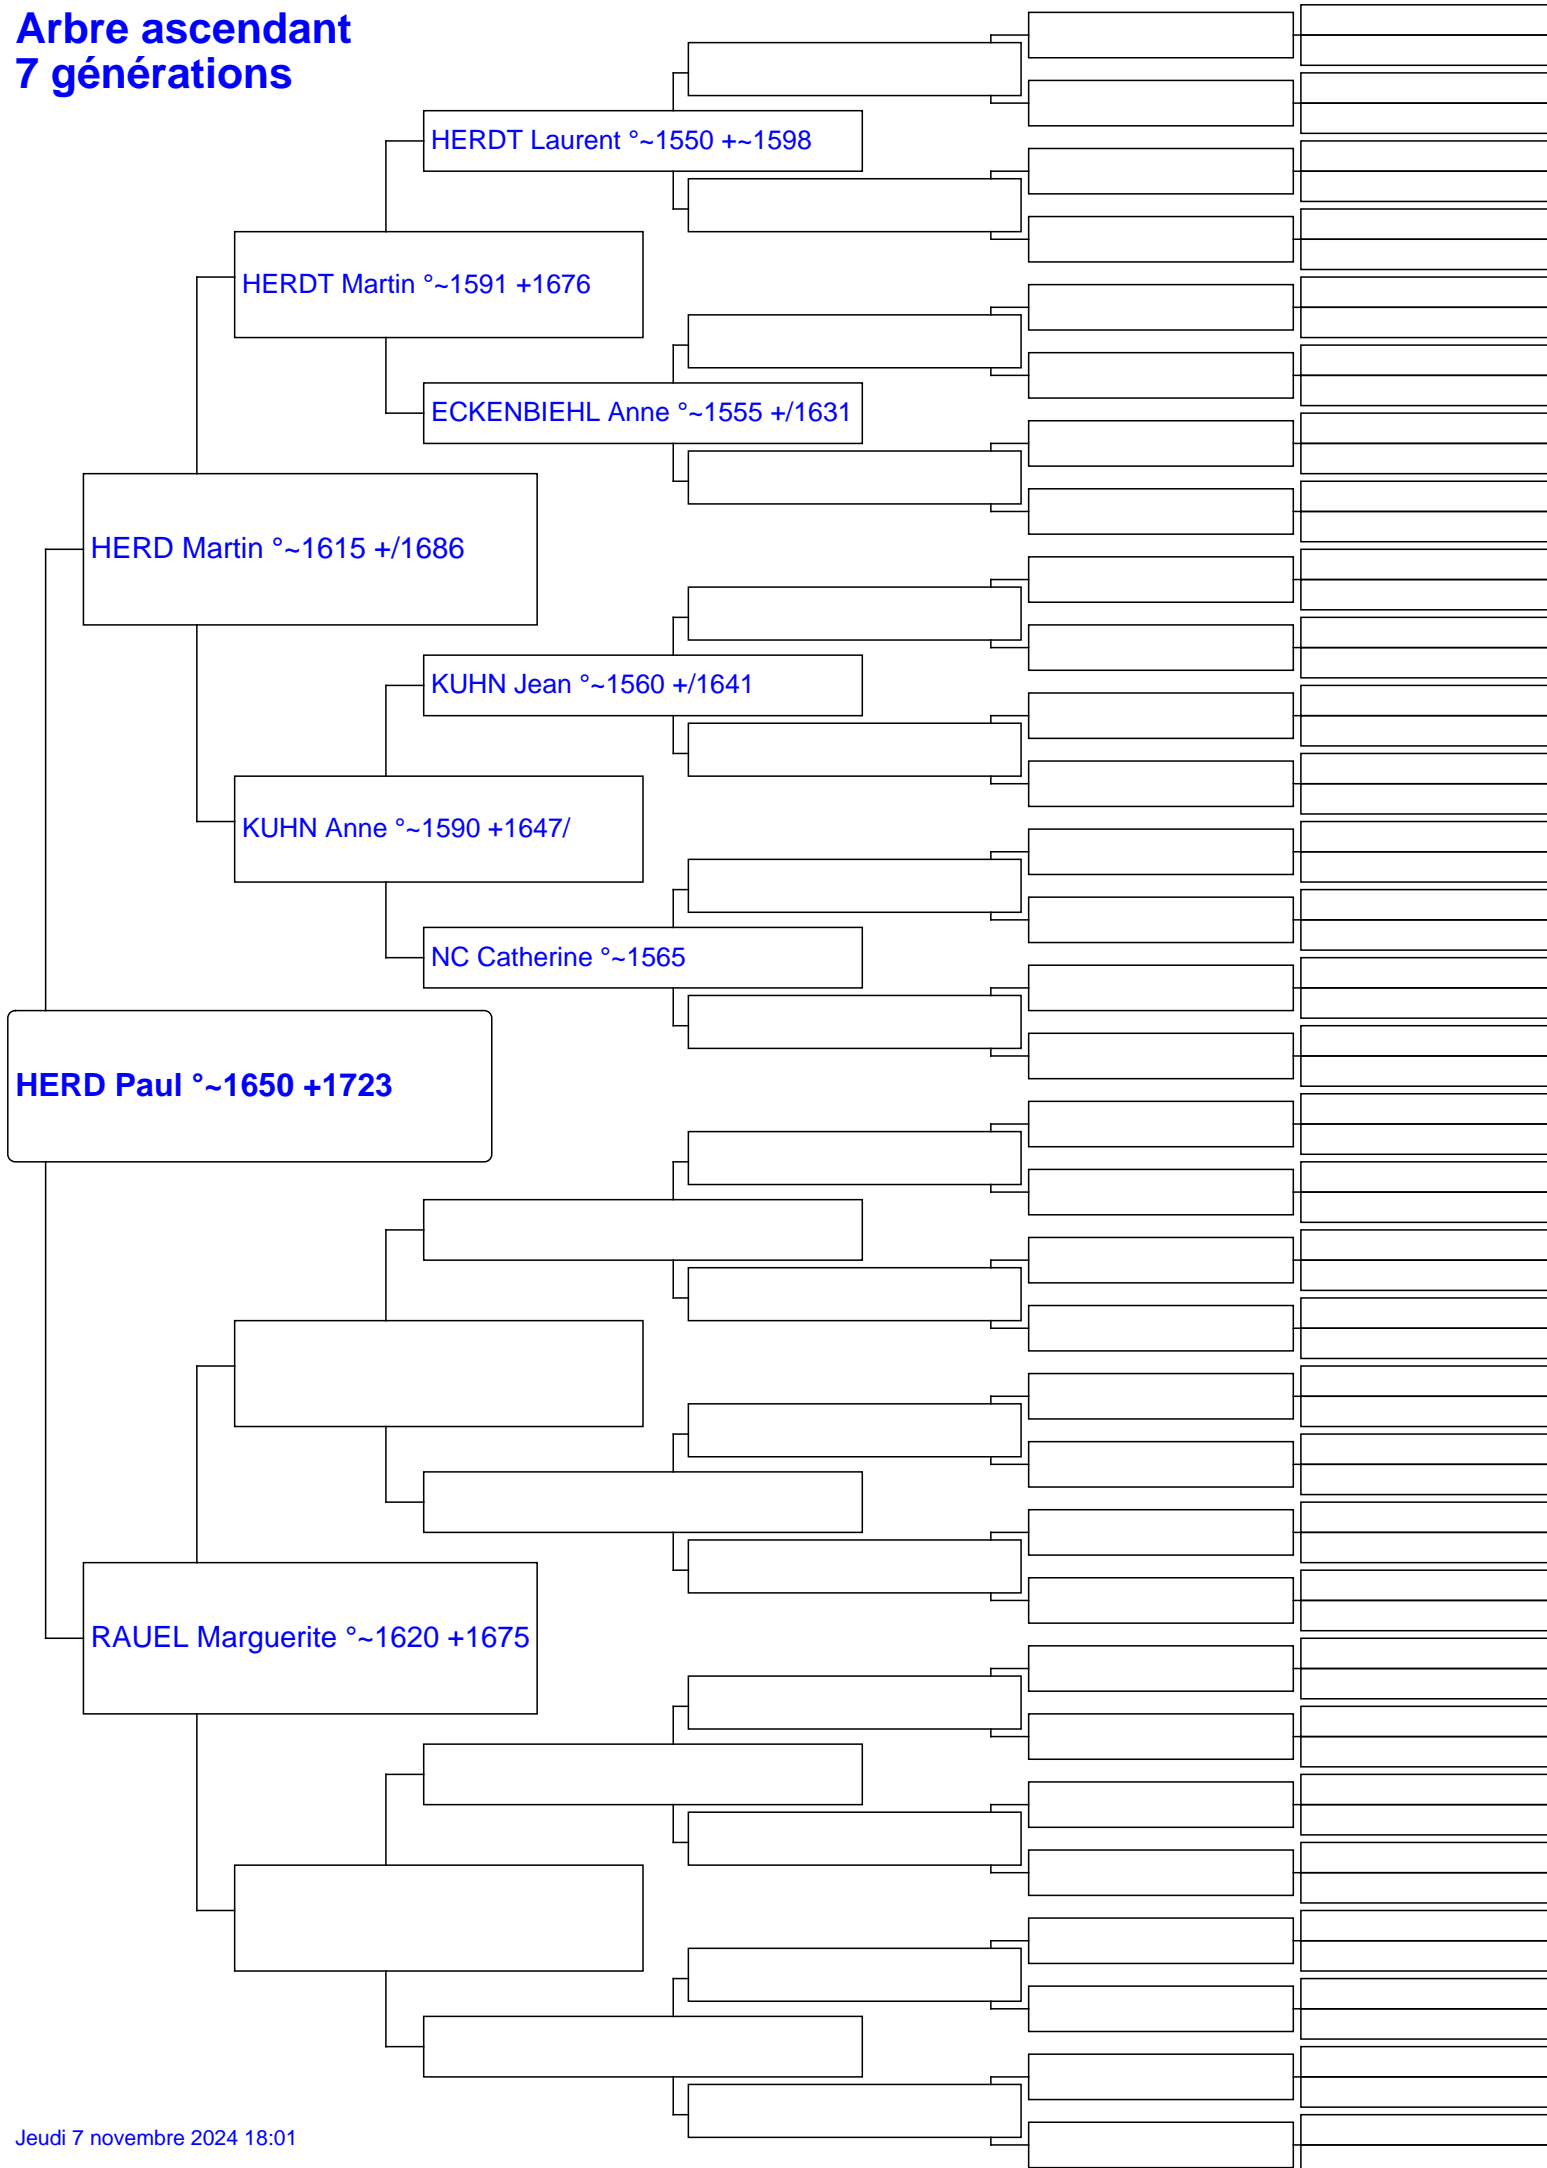 Arbre ascendant
7 générations
HERDT Laurent °~1550 +~1598
HERDT Martin °~1591 +1676
ECKENBIEHL Anne °~1555 +/1631
HERD Martin °~1615 +/1686
KUHN Jean °~1560 +/1641
KUHN Anne °~1590 +1647/
NC Catherine °~1565
HERD Paul °~1650 +1723
RAUEL Marguerite °~1620 +1675
Jeudi 7 novembre 2024 18:01